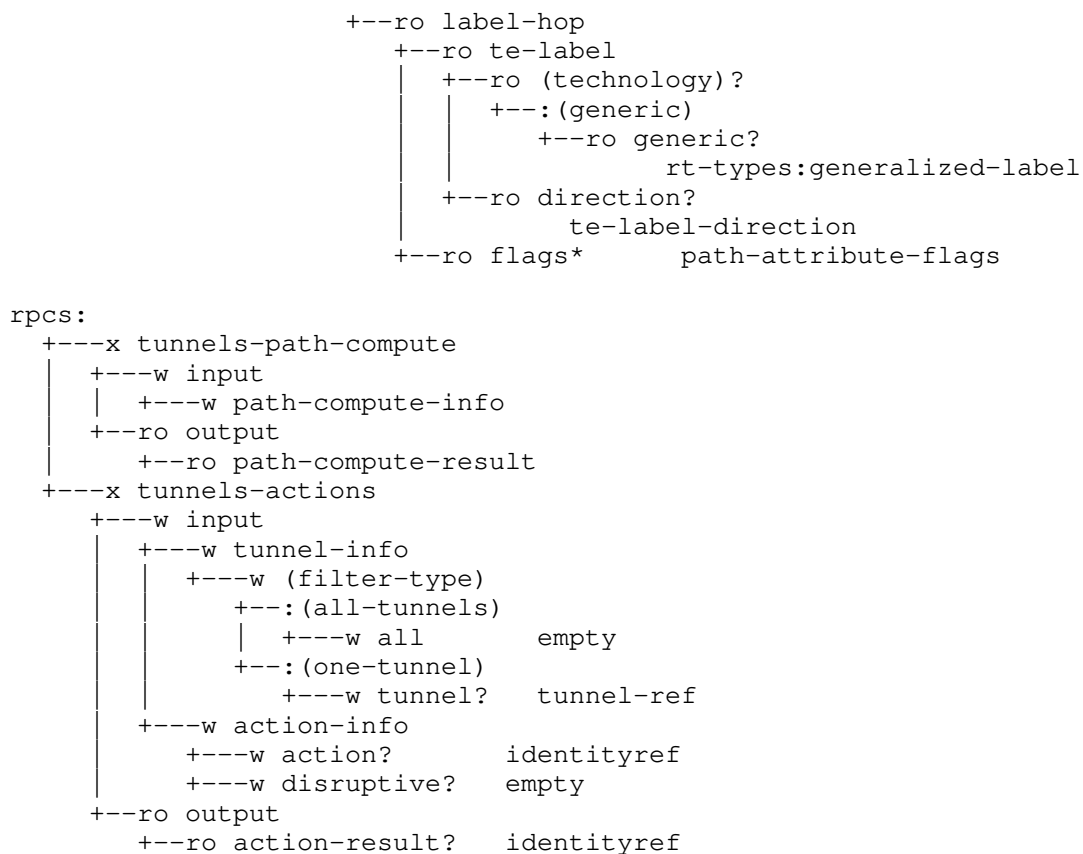 +--ro label-hop
                              +--ro te-label
                              |  +--ro (technology)?
                              |  |  +--:(generic)
                              |  |     +--ro generic?
                              |  |             rt-types:generalized-label
                              |  +--ro direction?
                              |          te-label-direction
                              +--ro flags*      path-attribute-flags

rpcs:
  +---x tunnels-path-compute
  |  +---w input
  |  |  +---w path-compute-info
  |  +--ro output
  |     +--ro path-compute-result
  +---x tunnels-actions
     +---w input
     |  +---w tunnel-info
     |  |  +---w (filter-type)
     |  |     +--:(all-tunnels)
     |  |     |  +---w all       empty
     |  |     +--:(one-tunnel)
     |  |        +---w tunnel?   tunnel-ref
     |  +---w action-info
     |     +---w action?       identityref
     |     +---w disruptive?   empty
     +--ro output
        +--ro action-result?   identityref